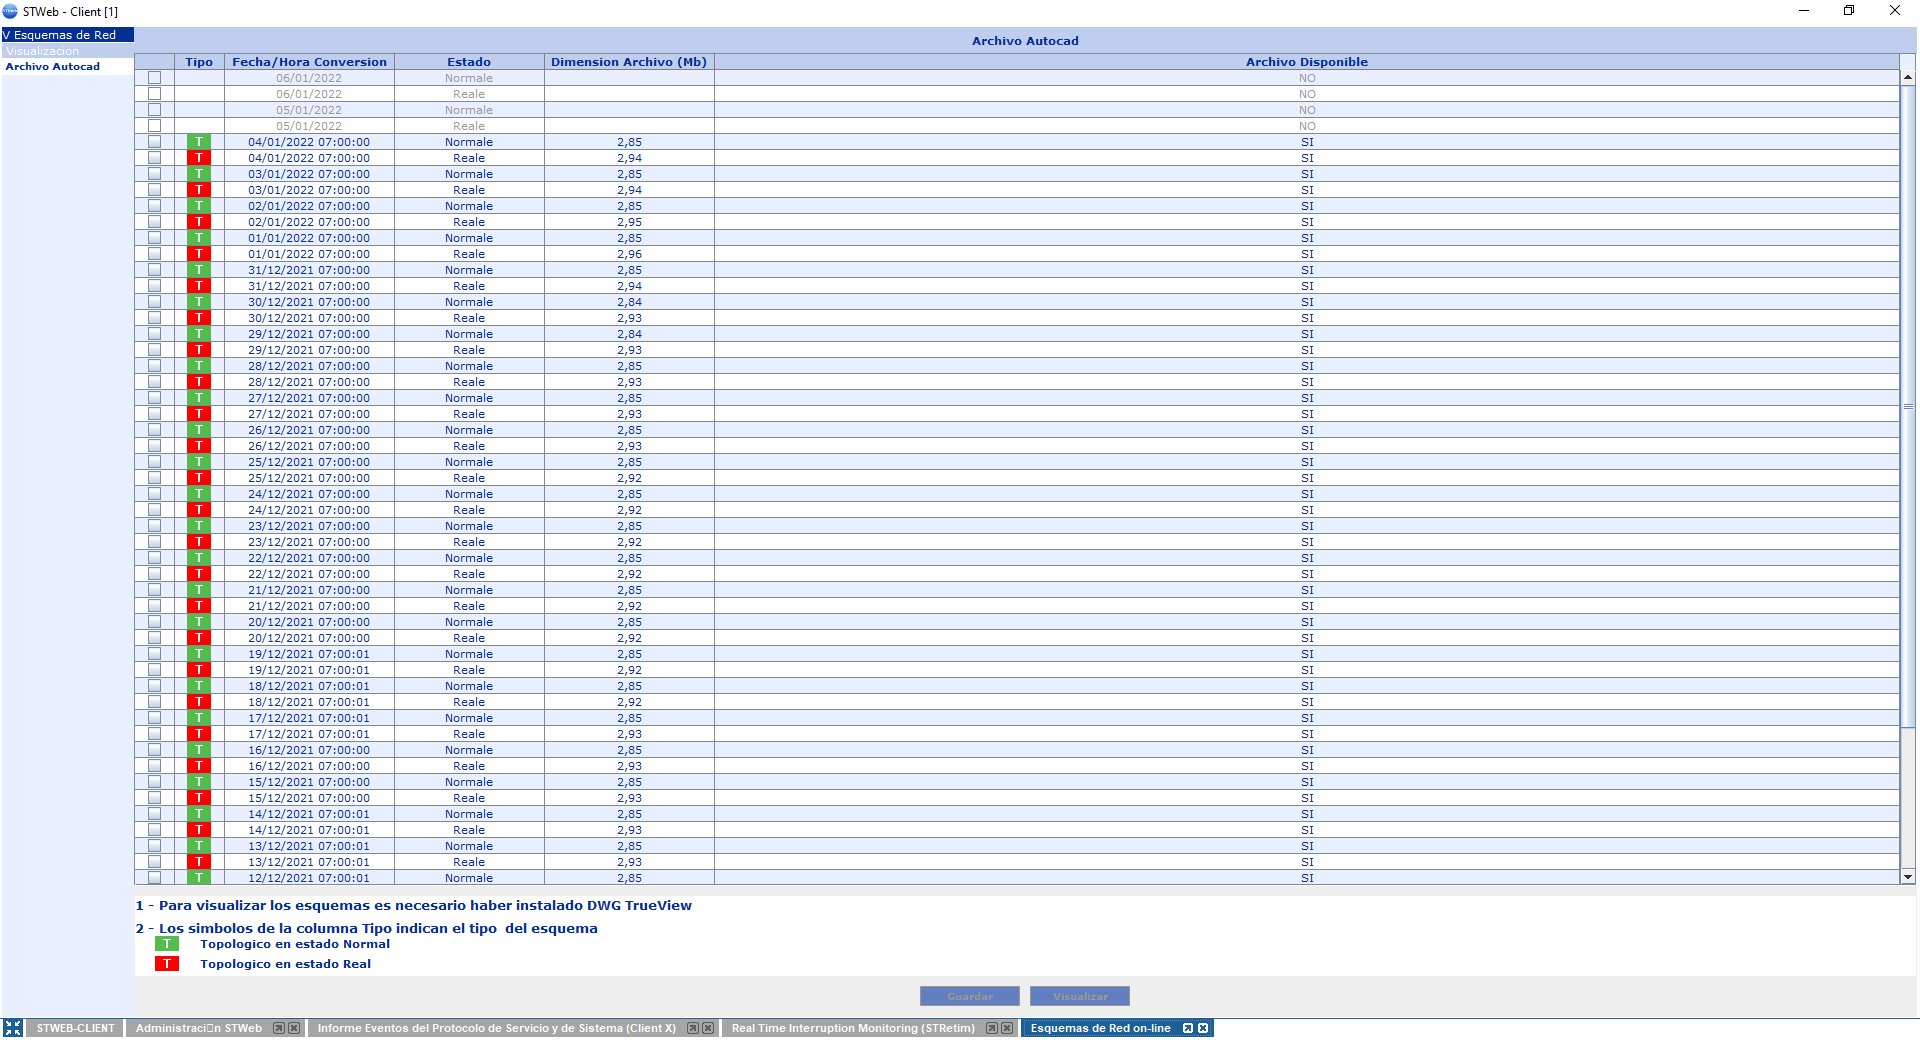 STWeb - Client [1]
V Esquemas de Red
Visualizacion
Archivo Autocad
Archivo Autocad
Tipo Fecha/Hora Conversion Estado Dimension Archivo (Mb) Archivo Disponible
06/01/2022 Normale NO
06/01/2022 Reale NO
05/01/2022 Normale NO
05/01/2022 Reale NO
T 04/01/2022 07:00:00 Normale 2,85 SI
T 04/01/2022 07:00:00 Reale 2,94 SI
T 03/01/2022 07:00:00 Normale 2,85 SI
T 03/01/2022 07:00:00 Reale 2,94 SI
T 02/01/2022 07:00:00 Normale 2,85 SI
T 02/01/2022 07:00:00 Reale 2,95 SI
T 01/01/2022 07:00:00 Normale 2,85 SI
T 01/01/2022 07:00:00 Reale 2,96 SI
T 31/12/2021 07:00:00 Normale 2,85 SI
T 31/12/2021 07:00:00 Reale 2,94 SI
T 30/12/2021 07:00:00 Normale 2,84 SI
T 30/12/2021 07:00:00 Reale 2,93 SI
T 29/12/2021 07:00:00 Normale 2,84 SI
T 29/12/2021 07:00:00 Reale 2,93 SI
T 28/12/2021 07:00:00 Normale 2,85 SI
T 28/12/2021 07:00:00 Reale 2,93 SI
T 27/12/2021 07:00:00 Normale 2,85 SI
T 27/12/2021 07:00:00 Reale 2,93 SI
T 26/12/2021 07:00:00 Normale 2,85 SI
T 26/12/2021 07:00:00 Reale 2,93 SI
T 25/12/2021 07:00:00 Normale 2,85 SI
T 25/12/2021 07:00:00 Reale 2,92 SI
T 24/12/2021 07:00:00 Normale 2,85 SI
T 24/12/2021 07:00:00 Reale 2,92 SI
T 23/12/2021 07:00:00 Normale 2,85 SI
T 23/12/2021 07:00:00 Reale 2,92 SI
T 22/12/2021 07:00:00 Normale 2,85 SI
T 22/12/2021 07:00:00 Reale 2,92 SI
T 21/12/2021 07:00:00 Normale 2,85 SI
T 21/12/2021 07:00:00 Reale 2,92 SI
T 20/12/2021 07:00:00 Normale 2,85 SI
T 20/12/2021 07:00:00 Reale 2,92 SI
T 19/12/2021 07:00:01 Normale 2,85 SI
T 19/12/2021 07:00:01 Reale 2,92 SI
T 18/12/2021 07:00:01 Normale 2,85 SI
T 18/12/2021 07:00:01 Reale 2,92 SI
T 17/12/2021 07:00:01 Normale 2,85 SI
T 17/12/2021 07:00:01 Reale 2,93 SI
T 16/12/2021 07:00:00 Normale 2,85 SI
T 16/12/2021 07:00:00 Reale 2,93 SI
T 15/12/2021 07:00:00 Normale 2,85 SI
T 15/12/2021 07:00:00 Reale 2,93 SI
T 14/12/2021 07:00:01 Normale 2,85 SI
T 14/12/2021 07:00:01 Reale 2,93 SI
T 13/12/2021 07:00:01 Normale 2,85 SI
T 13/12/2021 07:00:01 Reale 2,93 SI
T 12/12/2021 07:00:01 Normale 2,85 SI
1 - Para visualizar los esquemas es necesario haber instalado DWG TrueView
2 - Los simbolos de la columna Tipo indican el tipo del esquema
T Topologico en estado Normal
T Topologico en estado Real
Guardar Visualizar
STWEB-CLIENT Administraci□n STWeb Informe Eventos del Protocolo de Servicio y de Sistema (Client X) Real Time Interruption Monitoring (STRetim) Esquemas de Red on-line